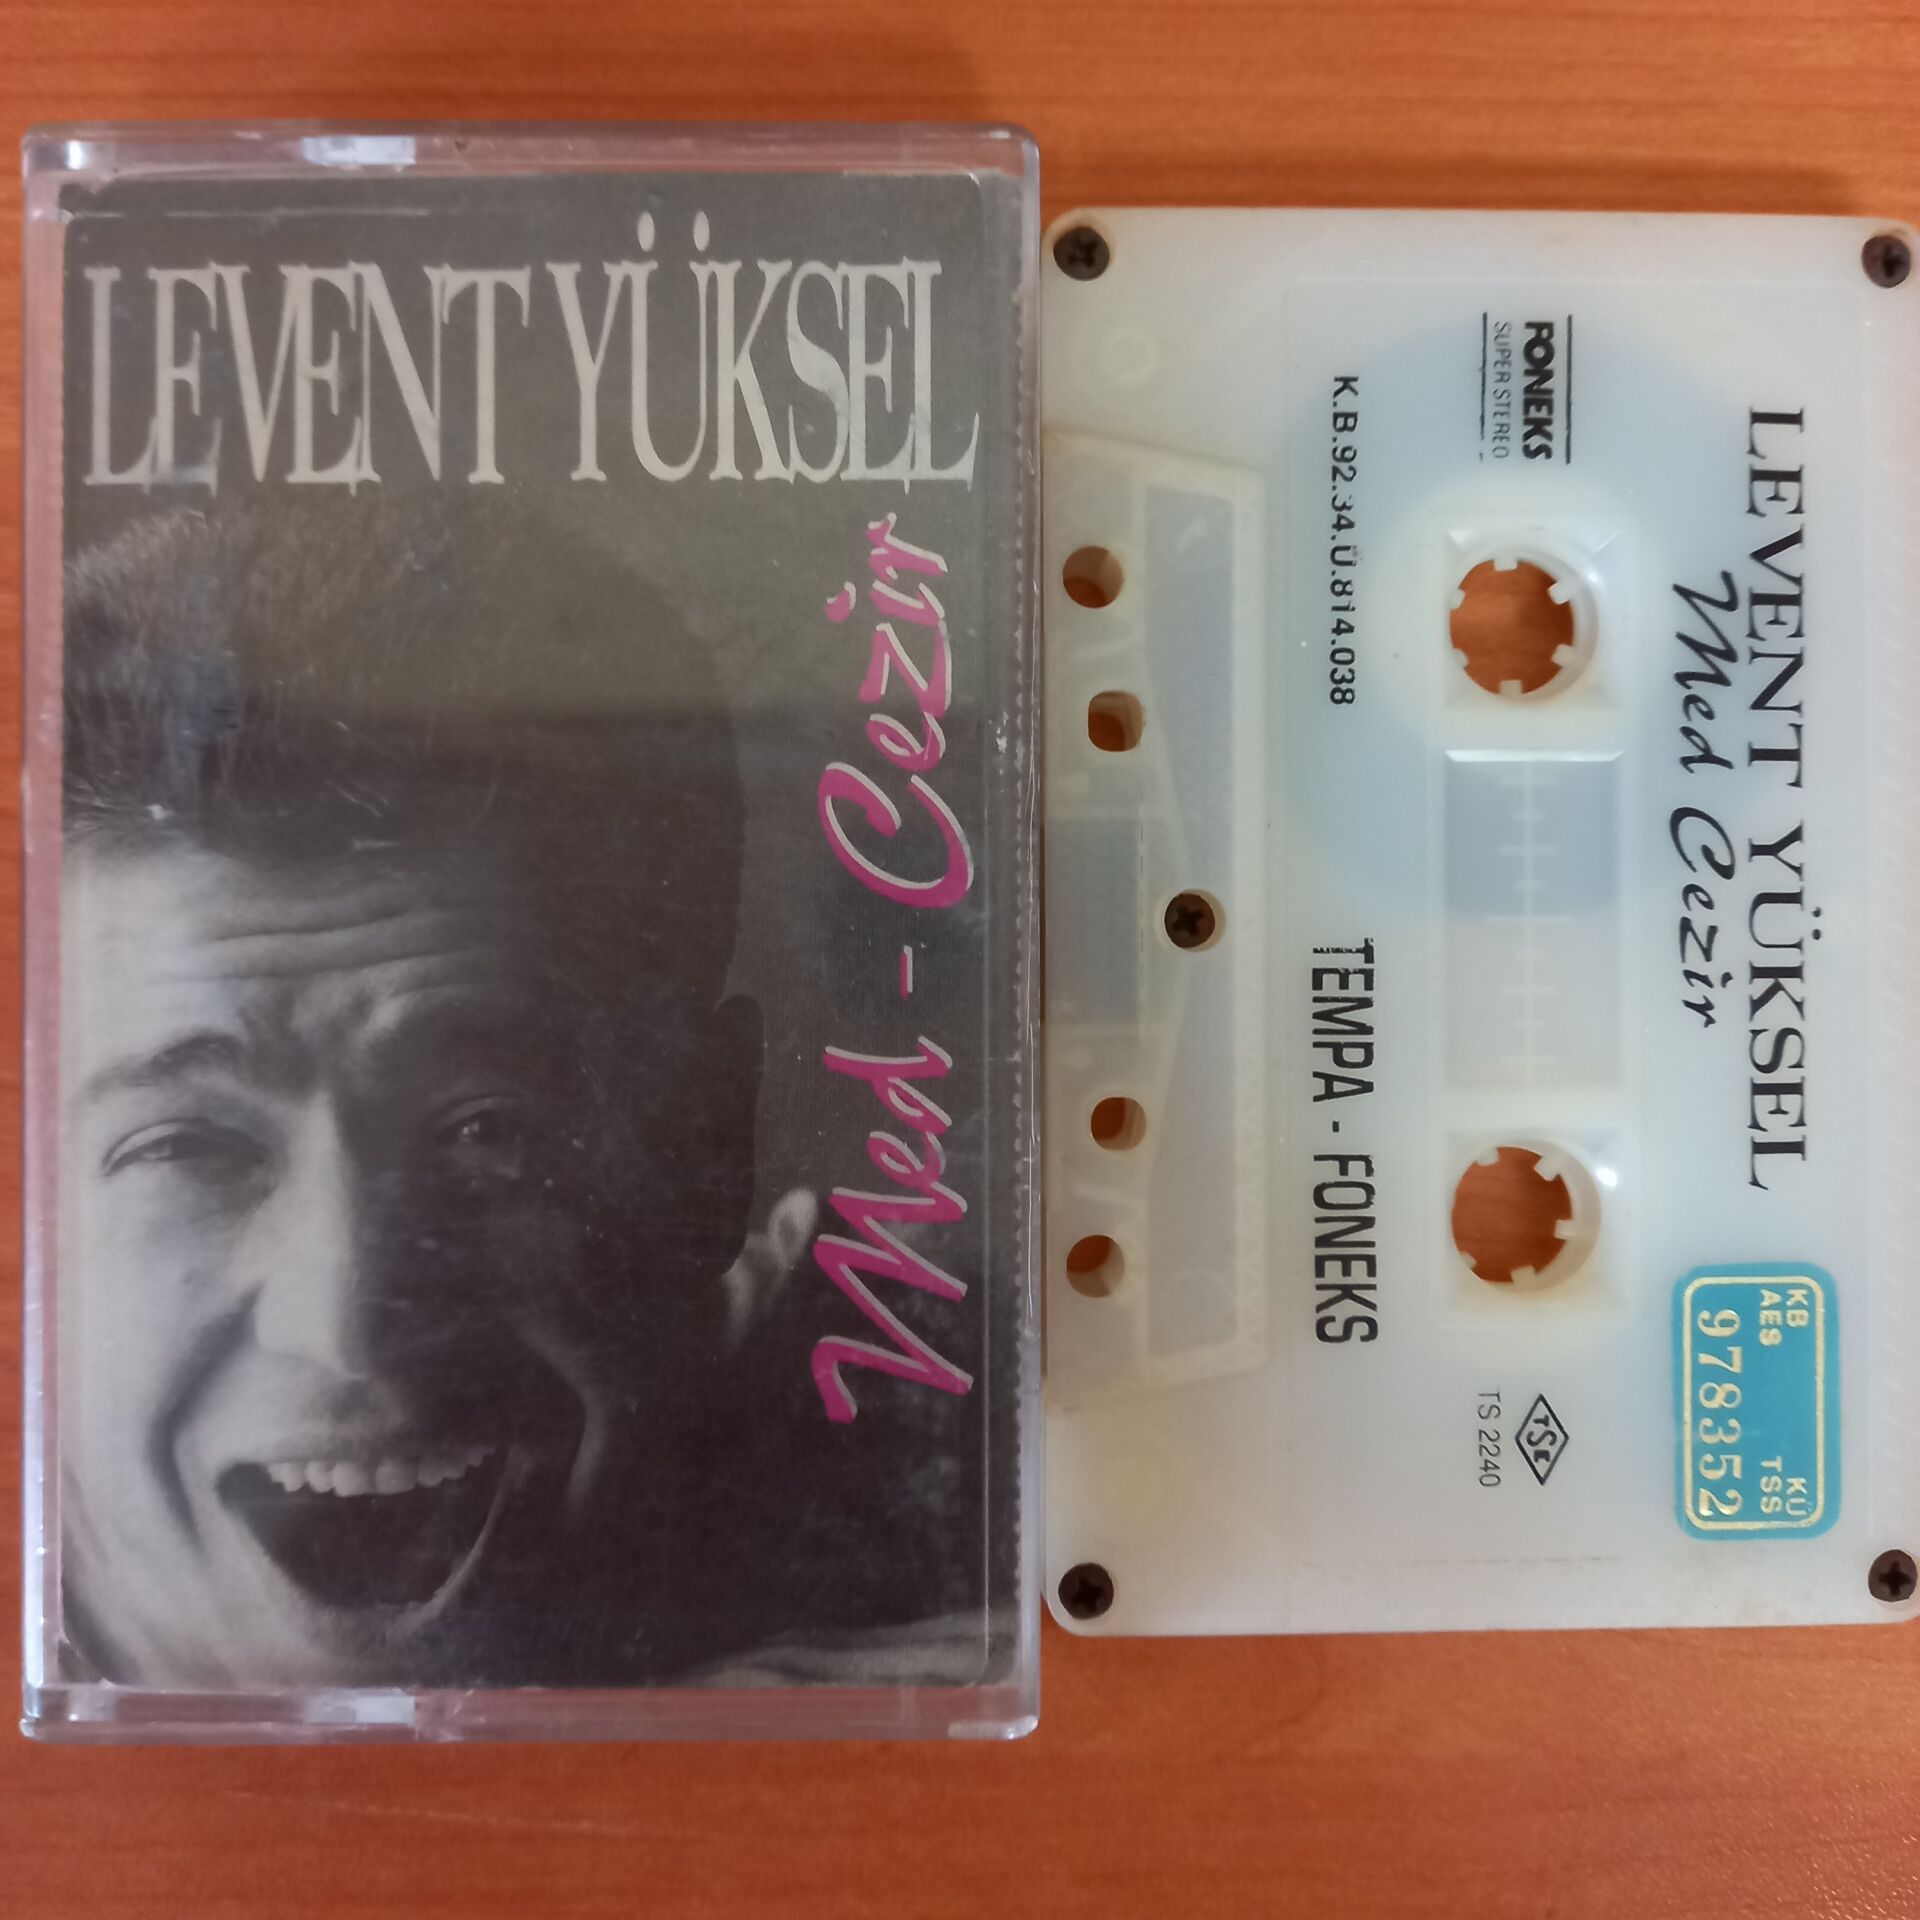 LEVENT YÜKSEL
Med - Cezir
LEVENT YÜKSEL
Med Cezir
FONEKS
SUPER STEREO
K.B.92.34.Ü.814.038
TEMPA - FONEKS
TSE
TS 2240
KB KÜ
AES TSS
978352